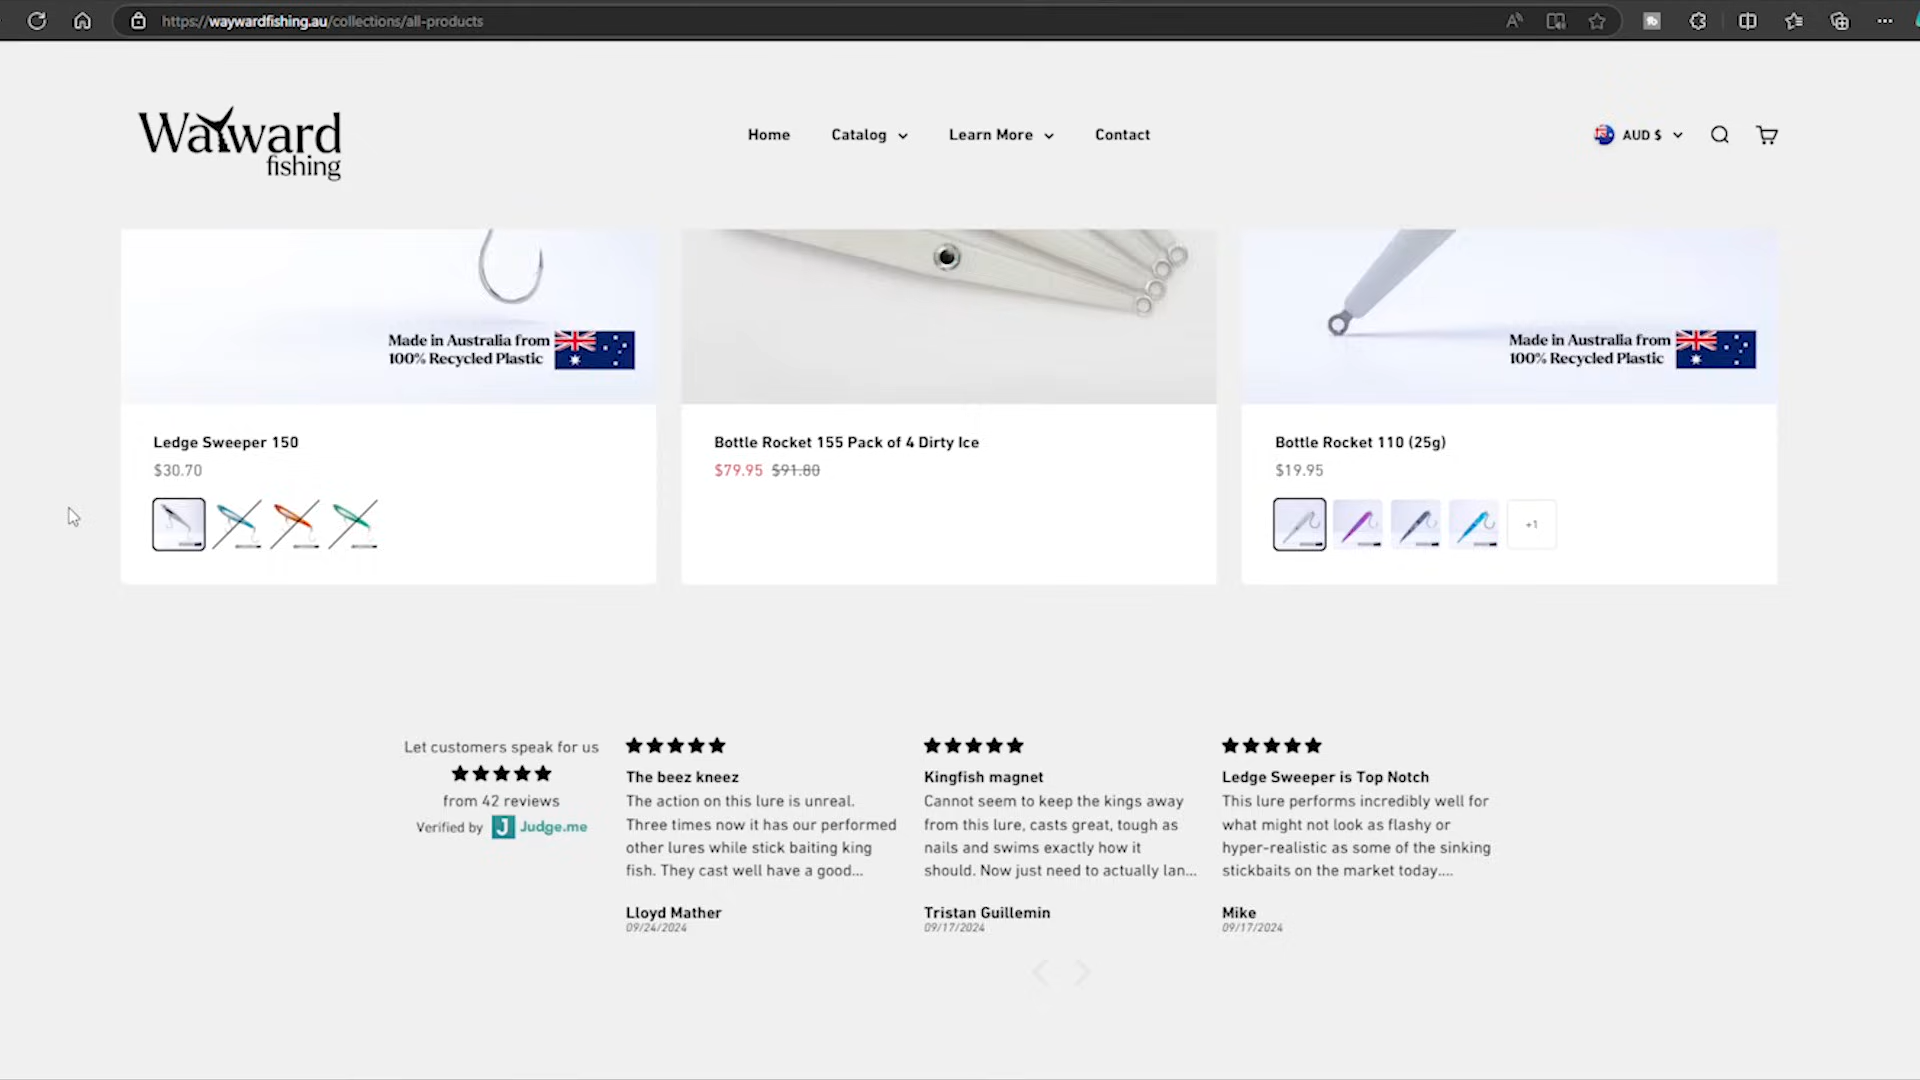 https://waywardfishing.au/collections/all-products
Wayward
fishing
Home
Catalog
Learn More
Contact
AUD $
Made in Australia from
100% Recycled Plastic
Made in Australia from
100% Recycled Plastic
Ledge Sweeper 150
$30.70
Bottle Rocket 155 Pack of 4 Dirty Ice
$79.95 $91.80
Bottle Rocket 110 (25g)
$19.95
+1
Let customers speak for us
from 42 reviews
Verified by J Judge.me
The beez kneez
The action on this lure is unreal.
Three times now it has our performed
other lures while stick baiting king
fish. They cast well have a good...
Lloyd Mather
09/24/2024
Kingfish magnet
Cannot seem to keep the kings away
from this lure, casts great, tough as
nails and swims exactly how it
should. Now just need to actually lan...
Tristan Guillemin
09/17/2024
Ledge Sweeper is Top Notch
This lure performs incredibly well for
what might not look as flashy or
hyper-realistic as some of the sinking
stickbaits on the market today....
Mike
09/17/2024